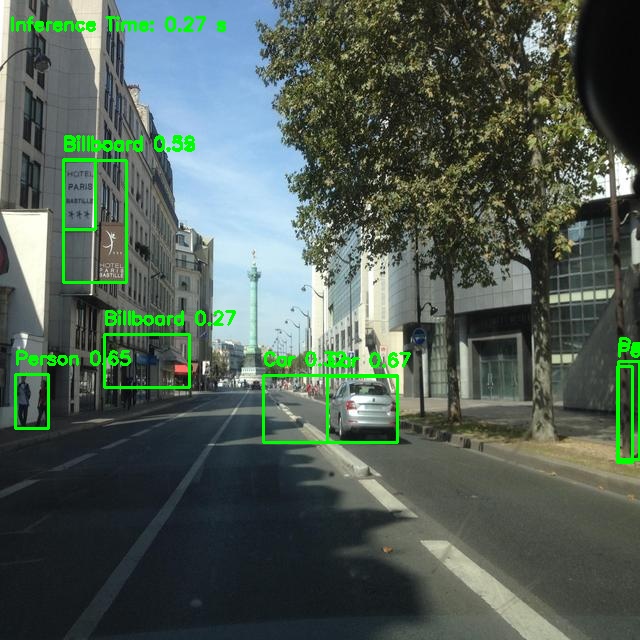 Inference Time: 0.27 s
Billboard 0.58
HOTEL
PARIS
BASTILLE
***
HOTEL
PARIS
BASTILLE
Billboard 0.27
Person 0.65
Car 0.32
0.67
Pe